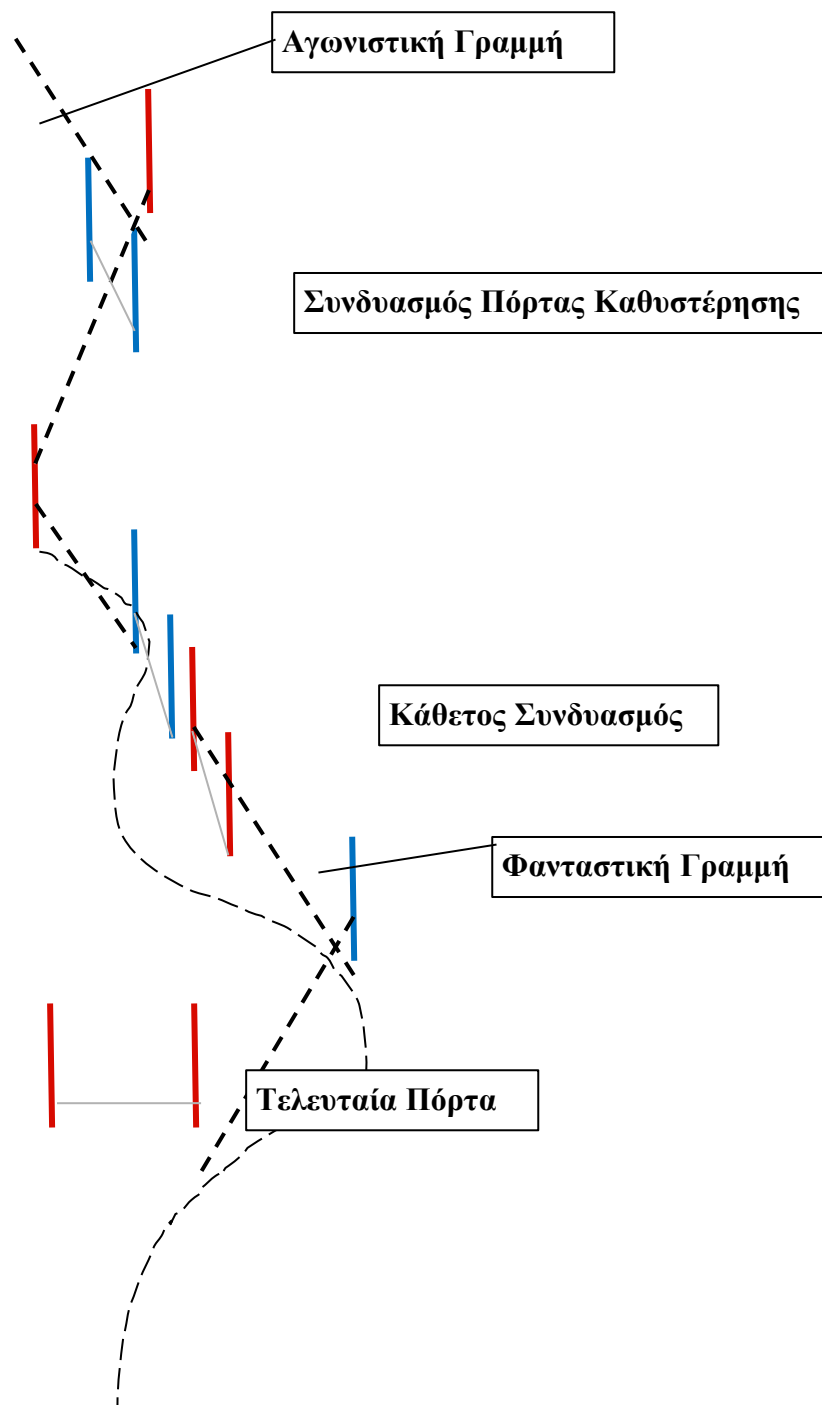 Αγωνιστική Γραμμή
Συνδυασμός Πόρτας Καθυστέρησης
Κάθετος Συνδυασμός
Φανταστική Γραμμή
Τελευταία Πόρτα